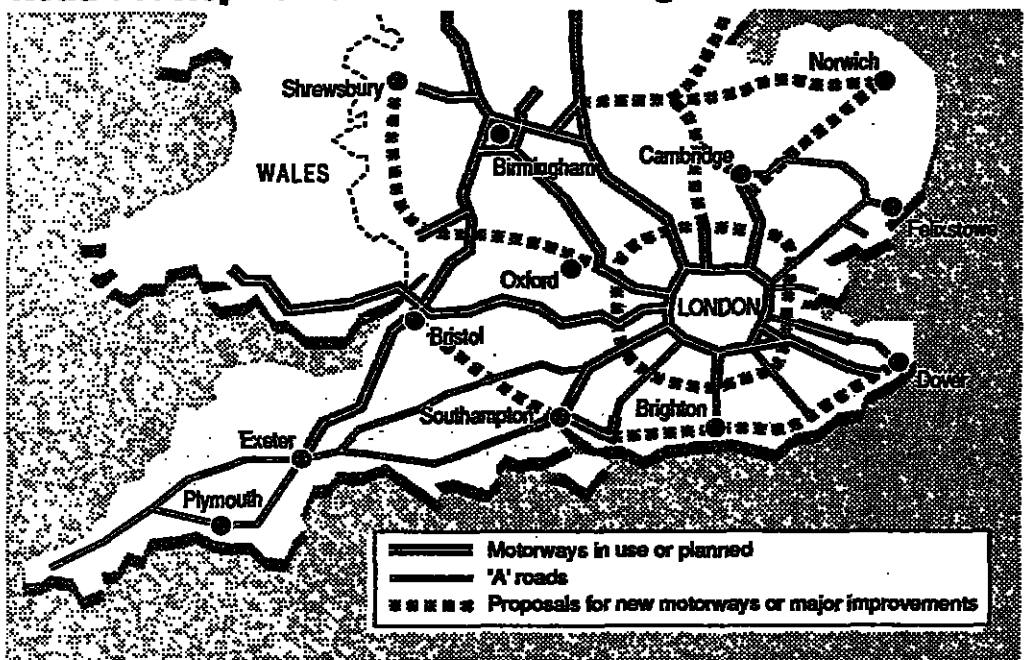 Norwich
Shrewsbury
WALES
Birmingham
Cambridge
Felixstowe
Oxford
LONDON
Bristol
Dover
Southampton
Brighton
Exeter
Plymouth
Motorways in use or planned
'A' roads
Proposals for new motorways or major improvements